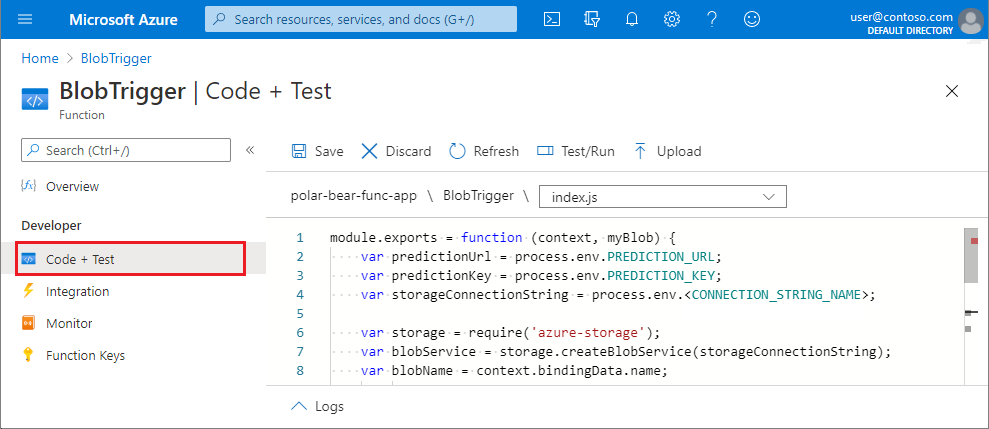 Microsoft Azure
Search resources, services, and docs (G+/)
user@contoso.com
DEFAULT DIRECTORY
Home > BlobTrigger
BlobTrigger | Code + Test
Function
Search (Ctrl+/)
Overview
Developer
Code + Test
Integration
Monitor
Function Keys
Save Discard Refresh Test/Run Upload
polar-bear-func-app \ BlobTrigger \ index.js
1 module.exports = function (context, myBlob) {
2 var predictionUrl = process.env.PREDICTION_URL;
3 var predictionKey = process.env.PREDICTION_KEY;
4 var storageConnectionString = process.env.<CONNECTION_STRING_NAME>;
5
6 var storage = require('azure-storage');
7 var blobService = storage.createBlobService(storageConnectionString);
8 var blobName = context.bindingData.name;
Logs